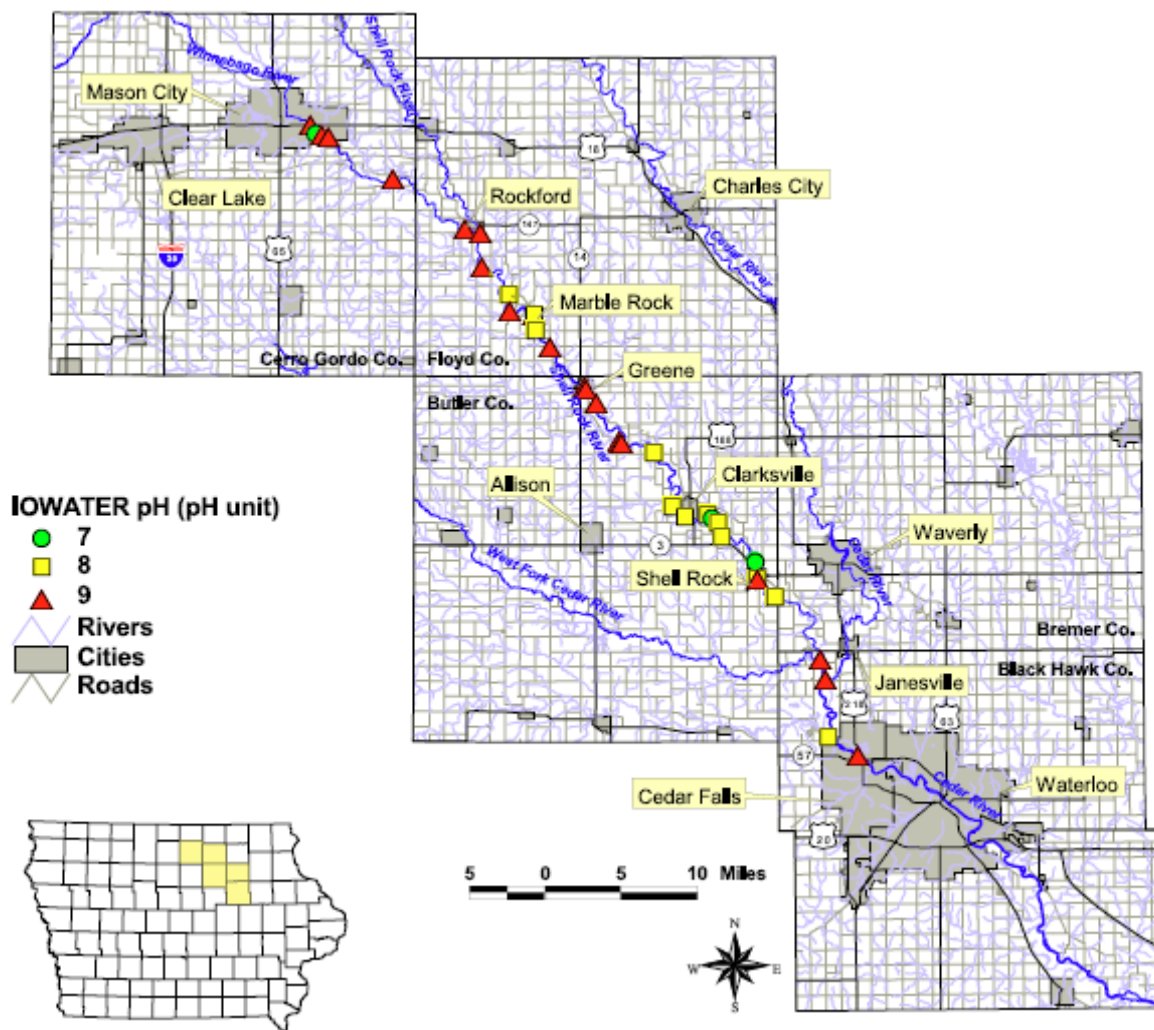 Winnebago River
Shell Rock River
Mason City
18
Clear Lake
Rockford
Charles City
147
35
65
14
Cedar River
Marble Rock
Cerro Gordo Co.
Floyd Co.
Greene
Butler Co.
Shell Rock River
188
Clarksville
Allison
IOWATER pH (pH unit)
7
8
9
Rivers
Cities
Roads
3
Waverly
Cedar River
West Fork Cedar River
Shell Rock
Bremer Co.
Black Hawk Co.
Janesville
218
63
57
Cedar River
Waterloo
Cedar Falls
20
5 0 5 10 Miles
N
W E
S